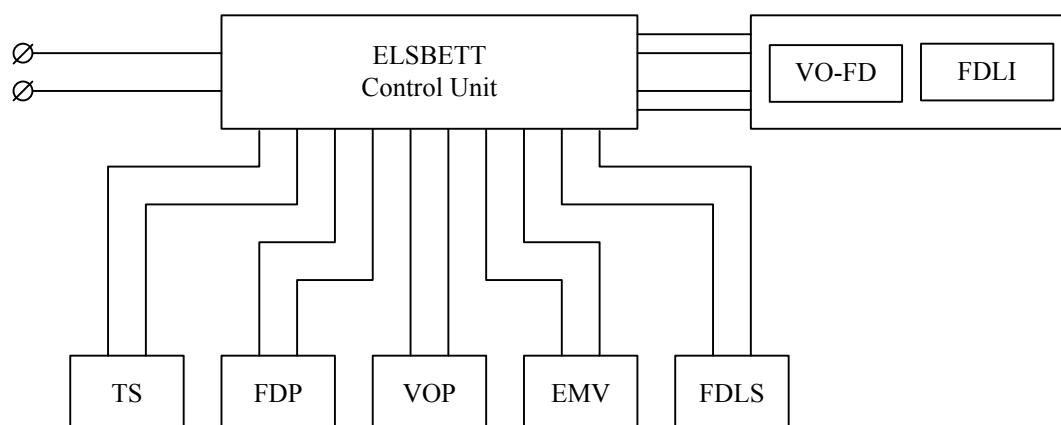 ELSBETT
Control Unit
VO-FD
FDLI
TS
FDP
VOP
EMV
FDLS